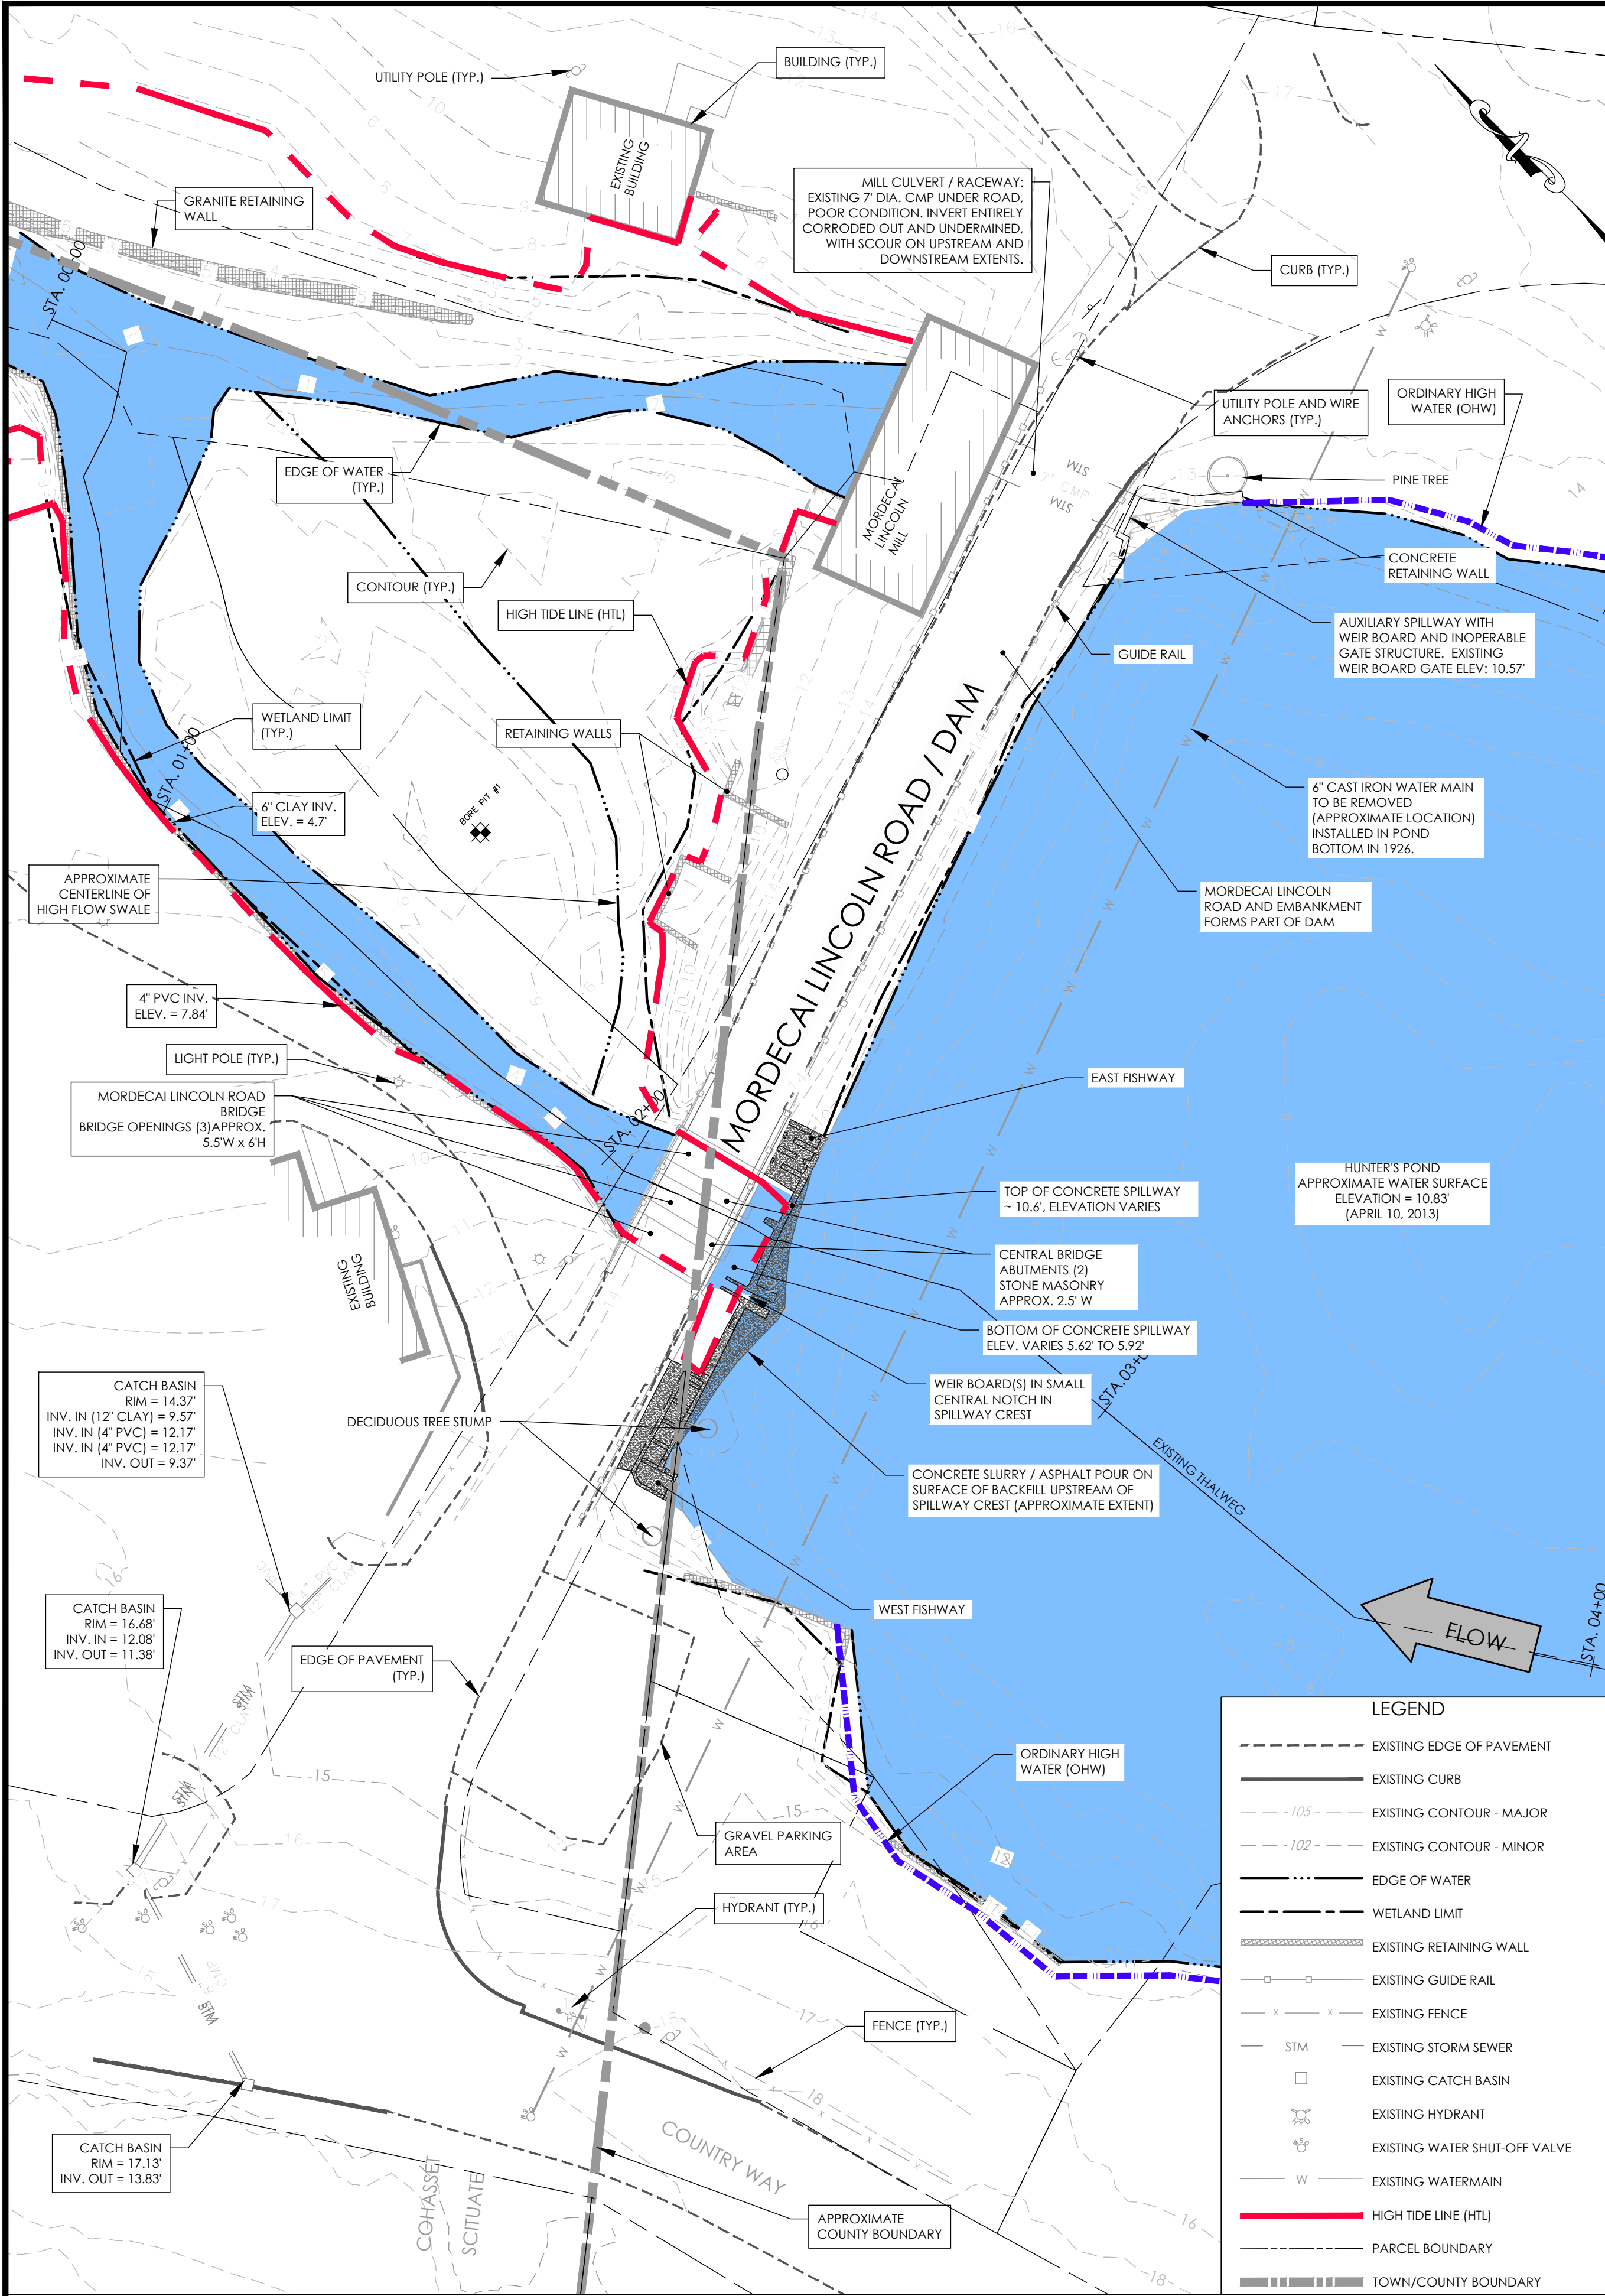 UTILITY POLE (TYP.)
BUILDING (TYP.)
EXISTING
BUILDING
GRANITE RETAINING
WALL
MILL CULVERT / RACEWAY:
EXISTING 7' DIA. CMP UNDER ROAD,
POOR CONDITION. INVERT ENTIRELY
CORRODED OUT AND UNDERMINED,
WITH SCOUR ON UPSTREAM AND
DOWNSTREAM EXTENTS.
CURB (TYP.)
STA. 00+00
UTILITY POLE AND WIRE
ANCHORS (TYP.)
ORDINARY HIGH
WATER (OHW)
PINE TREE
EDGE OF WATER
(TYP.)
MORDECAI
LINCOLN
MILL
STM
7' CMP
STM
CONCRETE
RETAINING WALL
CONTOUR (TYP.)
HIGH TIDE LINE (HTL)
GUIDE RAIL
AUXILIARY SPILLWAY WITH
WEIR BOARD AND INOPERABLE
GATE STRUCTURE. EXISTING
WEIR BOARD GATE ELEV: 10.57'
WETLAND LIMIT
(TYP.)
RETAINING WALLS
STA. 01+00
6" CLAY INV.
ELEV. = 4.7'
BORE PIT #1
6" CAST IRON WATER MAIN
TO BE REMOVED
(APPROXIMATE LOCATION)
INSTALLED IN POND
BOTTOM IN 1926.
APPROXIMATE
CENTERLINE OF
HIGH FLOW SWALE
MORDECAI LINCOLN ROAD / DAM
MORDECAI LINCOLN
ROAD AND EMBANKMENT
FORMS PART OF DAM
4" PVC INV.
ELEV. = 7.84'
LIGHT POLE (TYP.)
MORDECAI LINCOLN ROAD
BRIDGE
BRIDGE OPENINGS (3)APPROX.
5.5'W x 6'H
STA. 02+00
EAST FISHWAY
HUNTER'S POND
APPROXIMATE WATER SURFACE
ELEVATION = 10.83'
(APRIL 10, 2013)
TOP OF CONCRETE SPILLWAY
~ 10.6', ELEVATION VARIES
EXISTING
BUILDING
CENTRAL BRIDGE
ABUTMENTS (2)
STONE MASONRY
APPROX. 2.5' W
BOTTOM OF CONCRETE SPILLWAY
ELEV. VARIES 5.62' TO 5.92'
WEIR BOARD(S) IN SMALL
CENTRAL NOTCH IN
SPILLWAY CREST
STA.03+0
CATCH BASIN
RIM = 14.37'
INV. IN (12" CLAY) = 9.57'
INV. IN (4" PVC) = 12.17'
INV. IN (4" PVC) = 12.17'
INV. OUT = 9.37'
DECIDUOUS TREE STUMP
EXISTING THALWEG
CONCRETE SLURRY / ASPHALT POUR ON
SURFACE OF BACKFILL UPSTREAM OF
SPILLWAY CREST (APPROXIMATE EXTENT)
CATCH BASIN
RIM = 16.68'
INV. IN = 12.08'
INV. OUT = 11.38'
WEST FISHWAY
FLOW
STA. 04+00
EDGE OF PAVEMENT
(TYP.)
ORDINARY HIGH
WATER (OHW)
GRAVEL PARKING
AREA
HYDRANT (TYP.)
FENCE (TYP.)
CATCH BASIN
RIM = 17.13'
INV. OUT = 13.83'
COHASSET
SCITUATE
COUNTRY WAY
APPROXIMATE
COUNTY BOUNDARY
LEGEND
EXISTING EDGE OF PAVEMENT
EXISTING CURB
105 EXISTING CONTOUR - MAJOR
102 EXISTING CONTOUR - MINOR
EDGE OF WATER
WETLAND LIMIT
EXISTING RETAINING WALL
EXISTING GUIDE RAIL
x x EXISTING FENCE
STM EXISTING STORM SEWER
EXISTING CATCH BASIN
EXISTING HYDRANT
EXISTING WATER SHUT-OFF VALVE
W EXISTING WATERMAIN
HIGH TIDE LINE (HTL)
PARCEL BOUNDARY
TOWN/COUNTY BOUNDARY